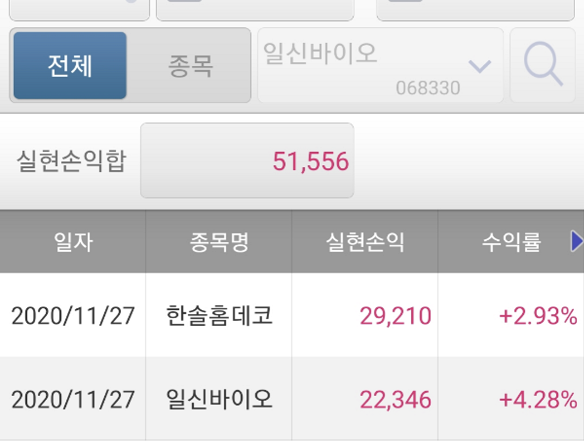 전체 종목 일신바이오
068330
실현손익합 51,556
일자 종목명 실현손익 수익률
2020/11/27 한솔홈데코 29,210 +2.93%
2020/11/27 일신바이오 22,346 +4.28%